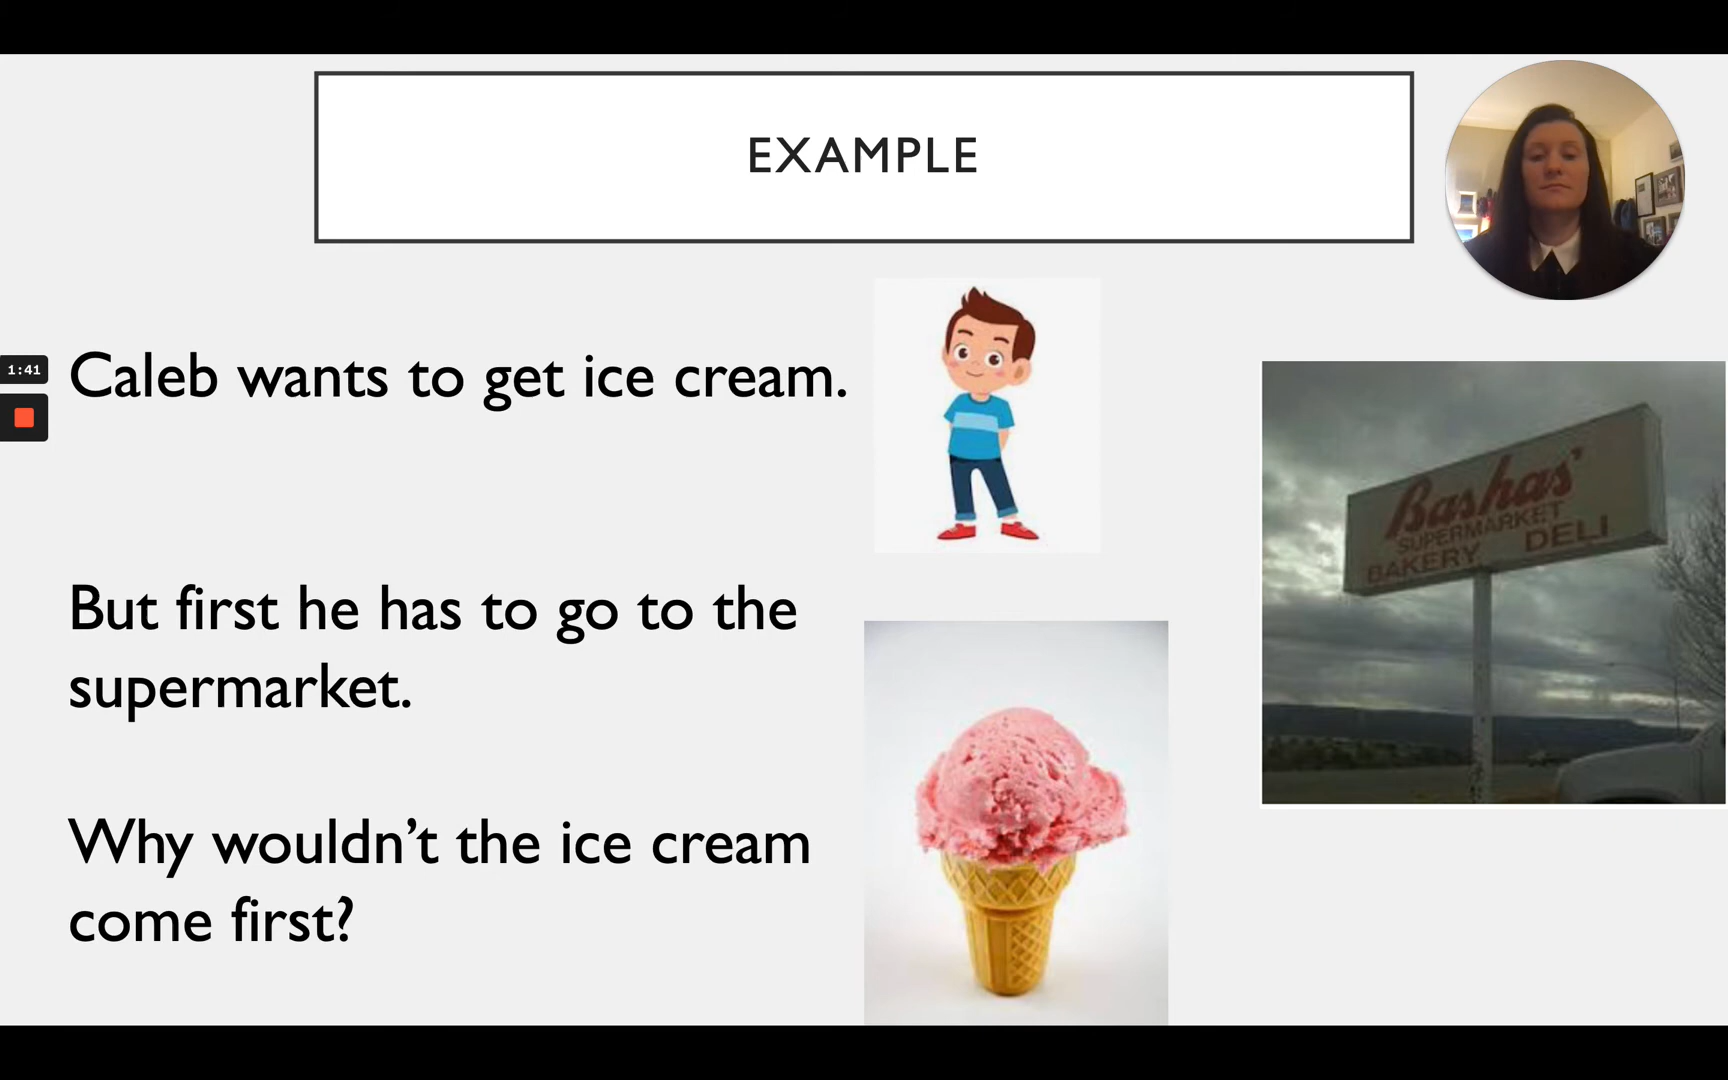 EXAMPLE
1:41
Caleb wants to get ice cream.
But first he has to go to the
supermarket.
Why wouldn't the ice cream
come first?
Bashas'
SUPERMARKET
BAKERY DELI